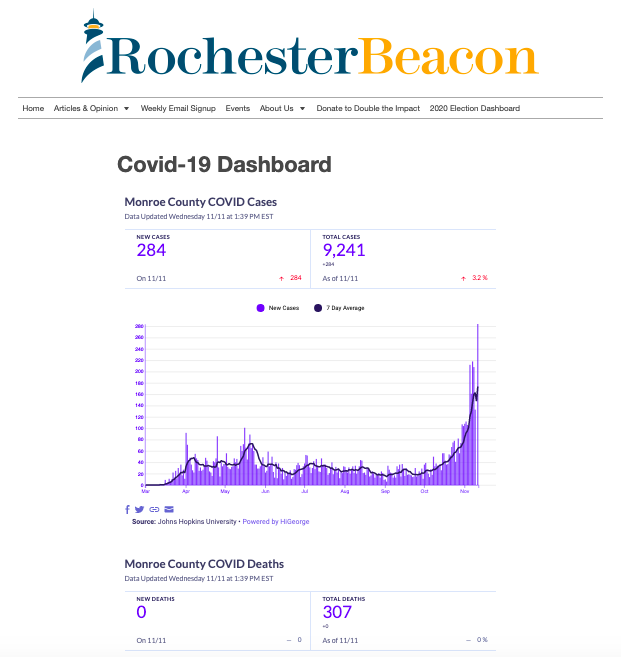 RochesterBeacon
Home Articles & Opinion Weekly Email Signup Events About Us Donate to Double the Impact 2020 Election Dashboard
Covid-19 Dashboard
Monroe County COVID Cases
Data Updated Wednesday 11/11 at 1:39 PM EST
NEW CASES TOTAL CASES
284 9,241
+284
On 11/11 ↑ 284 As of 11/11 ↑ 3.2 %
New Cases 7 Day Average
280
260
240
220
200
180
160
140
120
100
80
60
40
20
0
Mar Apr May Jun Jul Aug Sep Oct Nov
Source: Johns Hopkins University • Powered by HiGeorge
Monroe County COVID Deaths
Data Updated Wednesday 11/11 at 1:39 PM EST
NEW DEATHS TOTAL DEATHS
0 307
+0
On 11/11 — 0 As of 11/11 — 0 %